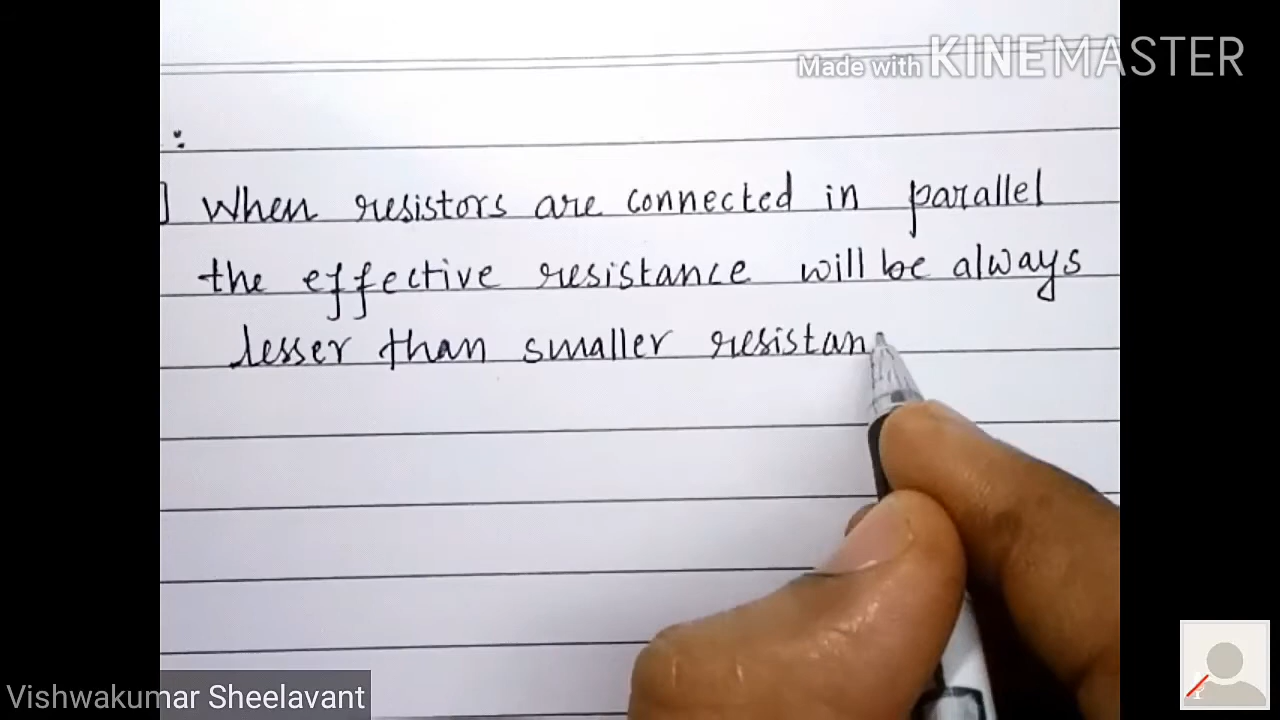 Made with KINEMASTER
:
] When resistors are connected in parallel
the effective resistance will be always
lesser than smaller resistan
Vishwakumar Sheelavant